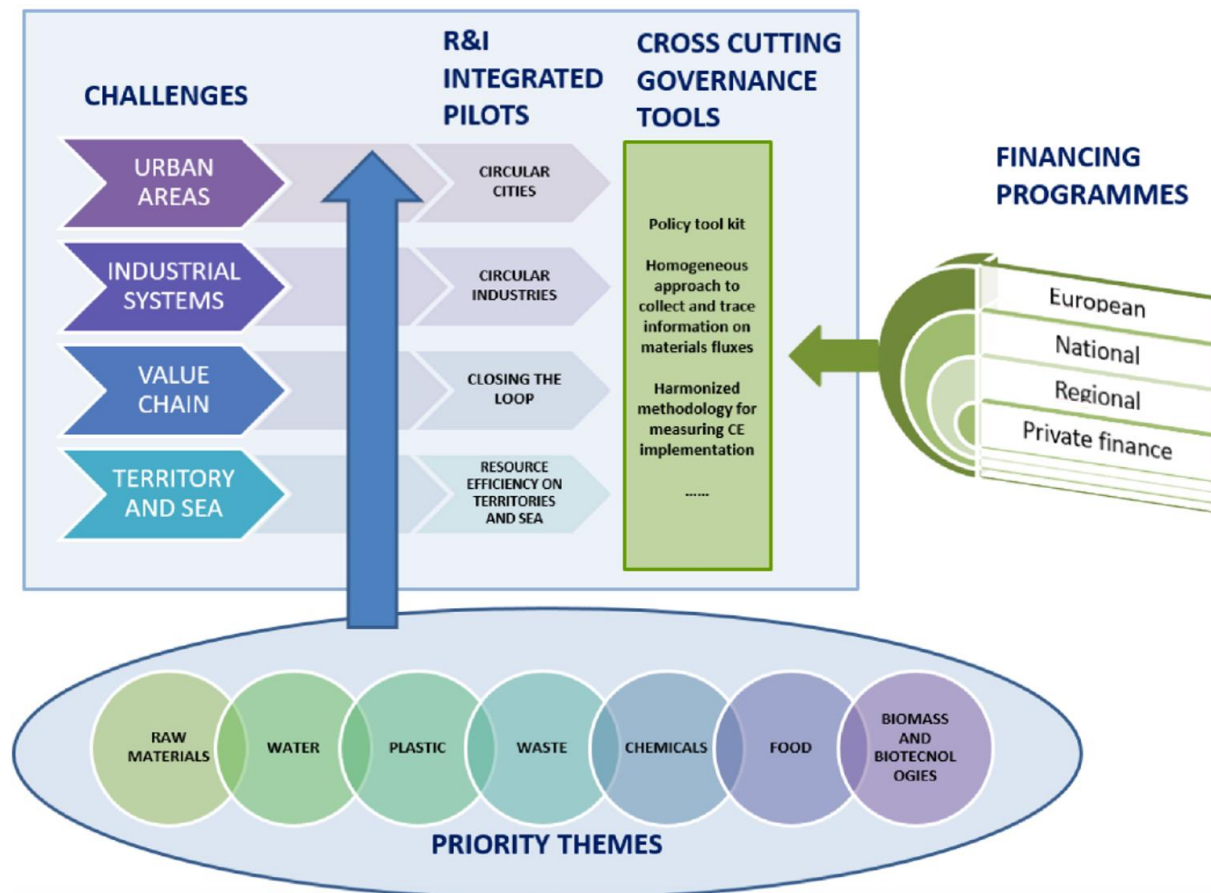 CHALLENGES
R&I
INTEGRATED
PILOTS
CROSS CUTTING
GOVERNANCE
TOOLS
URBAN
AREAS
CIRCULAR
CITIES
INDUSTRIAL
SYSTEMS
CIRCULAR
INDUSTRIES
VALUE
CHAIN
CLOSING THE
LOOP
TERRITORY
AND SEA
RESOURCE
EFFICIENCY ON
TERRITORIES
AND SEA
Policy tool kit
Homogeneous
approach to
collect and trace
information on
materials fluxes
Harmonized
methodology for
measuring CE
implementation
......
FINANCING
PROGRAMMES
European
National
Regional
Private finance
RAW
MATERIALS
WATER
PLASTIC
WASTE
CHEMICALS
FOOD
BIOMASS
AND
BIOTECNOL
OGIES
PRIORITY THEMES